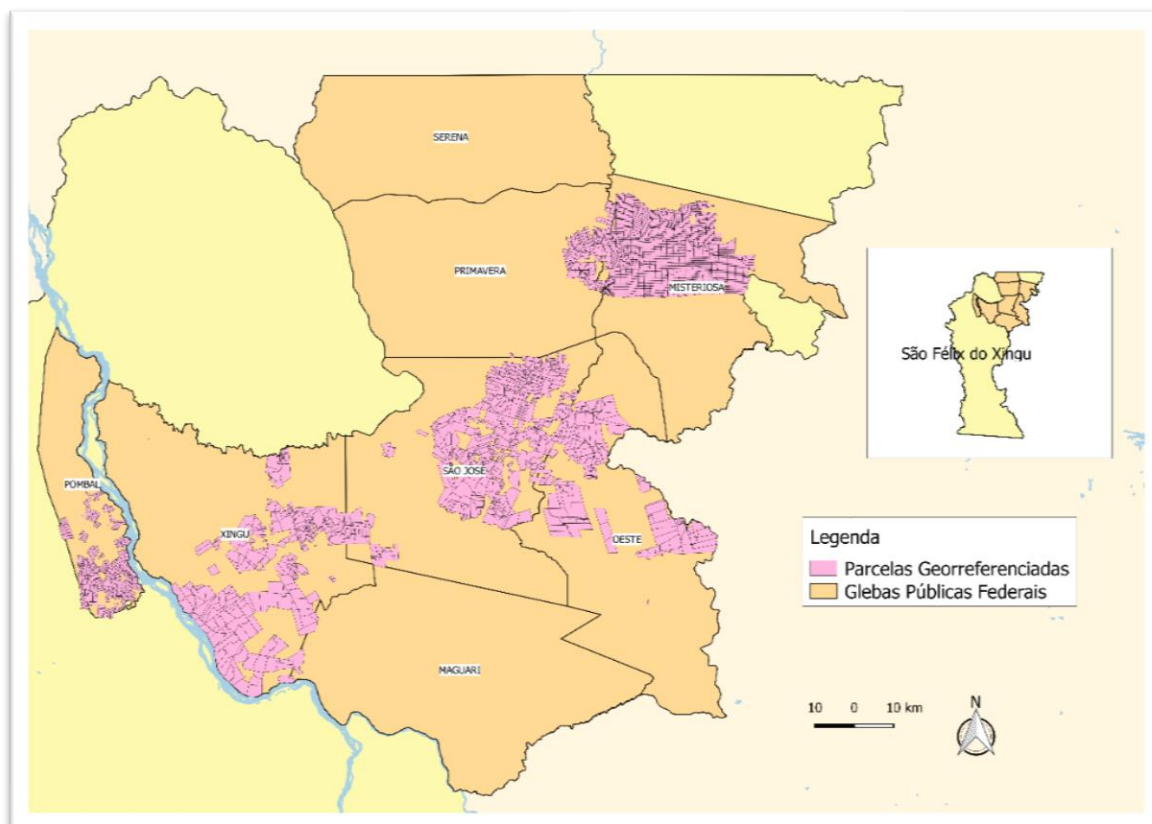 SERENA
PRIMAVERA
MISTERIOSA
São Félix do Xingu
SÃO JOSÉ
POMBAL
XINGU
OESTE
Legenda
Parcelas Georreferenciadas
Glebas Públicas Federais
MAGUARI
10 0 10 km
N